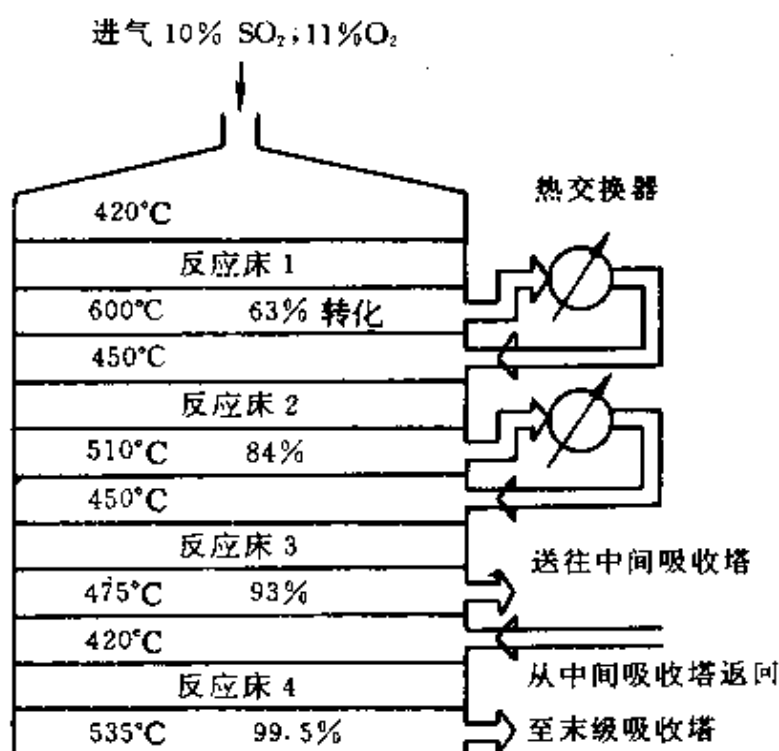 进气 10% SO₂;11%O₂
热交换器
420°C
反应床 1
600°C 63% 转化
450°C
反应床 2
510°C 84%
450°C
反应床 3
送往中间吸收塔
475°C 93%
420°C
从中间吸收塔返回
反应床 4
535°C 99.5%
至末级吸收塔